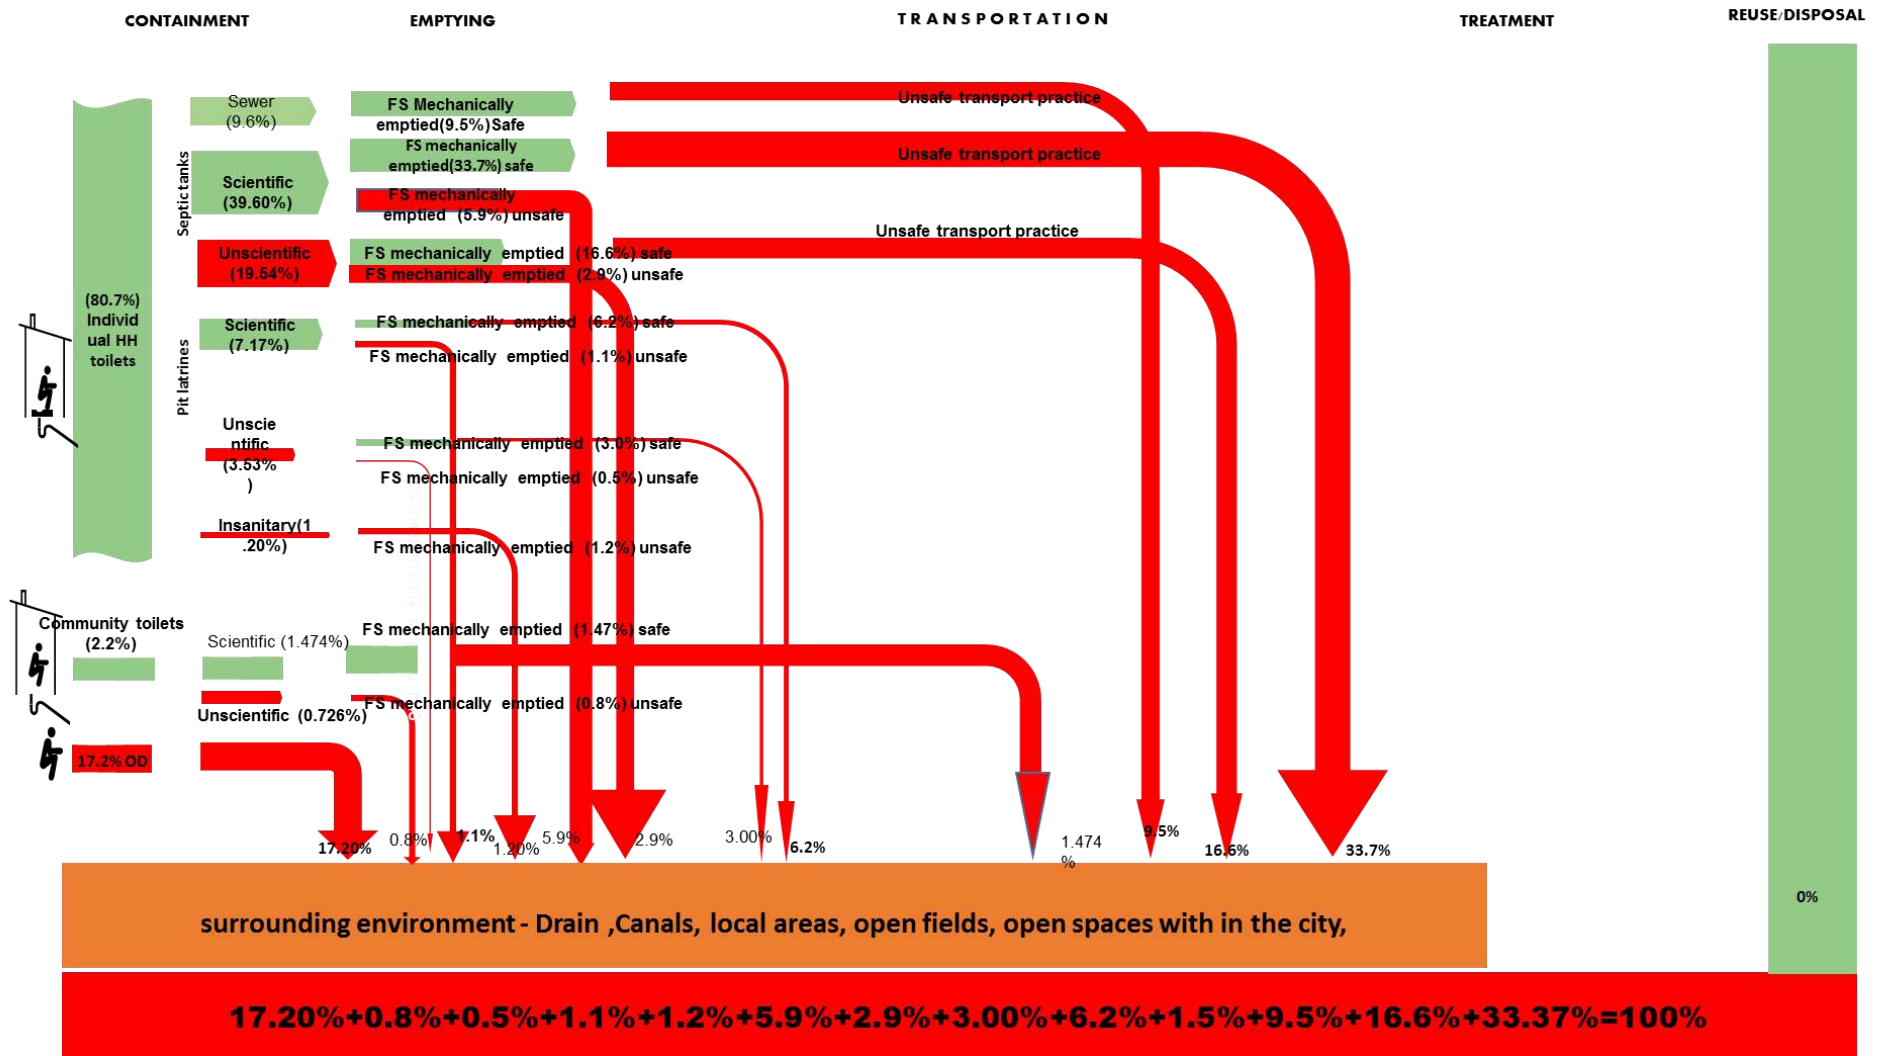 CONTAINMENT
EMPTYING
TRANSPORTATION
TREATMENT
REUSE/DISPOSAL
Sewer
(9.6%)
FS Mechanically
emptied(9.5%)Safe
Unsafe transport practice
FS mechanically
emptied(33.7%) safe
Unsafe transport practice
Septic tanks
Scientific
(39.60%)
FS mechanically
emptied (5.9%) unsafe
Unsafe transport practice
Unscientific
(19.54%)
FS mechanically emptied (16.6%) safe
FS mechanically emptied (2.9%) unsafe
(80.7%)
Individ
ual HH
toilets
Pit latrines
Scientific
(7.17%)
FS mechanically emptied (6.2%) safe
FS mechanically emptied (1.1%) unsafe
Unscie
ntific
(3.53%
)
FS mechanically emptied (3.0%) safe
FS mechanically emptied (0.5%) unsafe
Insanitary(1
.20%)
FS mechanically emptied (1.2%) unsafe
Community toilets
(2.2%)
Scientific (1.474%)
FS mechanically emptied (1.47%) safe
Unscientific (0.726%)
FS mechanically emptied (0.8%) unsafe
17.2% OD
17.20%
0.8%
1.1%
1.20%
5.9%
2.9%
3.00%
6.2%
1.474
%
9.5%
16.6%
33.7%
0%
surrounding environment - Drain ,Canals, local areas, open fields, open spaces with in the city,
17.20%+0.8%+0.5%+1.1%+1.2%+5.9%+2.9%+3.00%+6.2%+1.5%+9.5%+16.6%+33.37%=100%